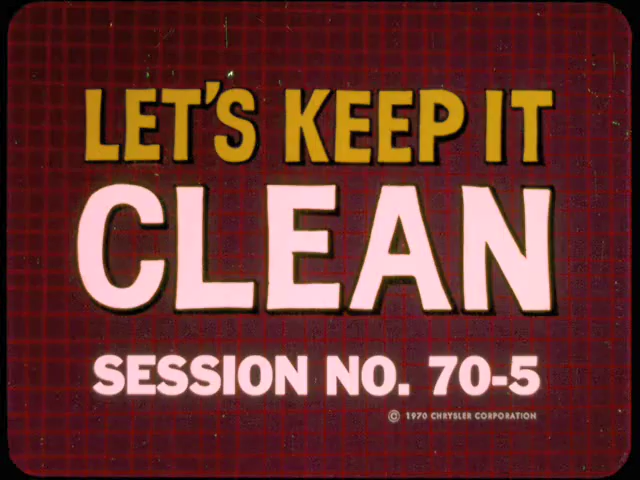 LET'S KEEP IT
CLEAN
SESSION NO. 70-5
© 1970 CHRYSLER CORPORATION